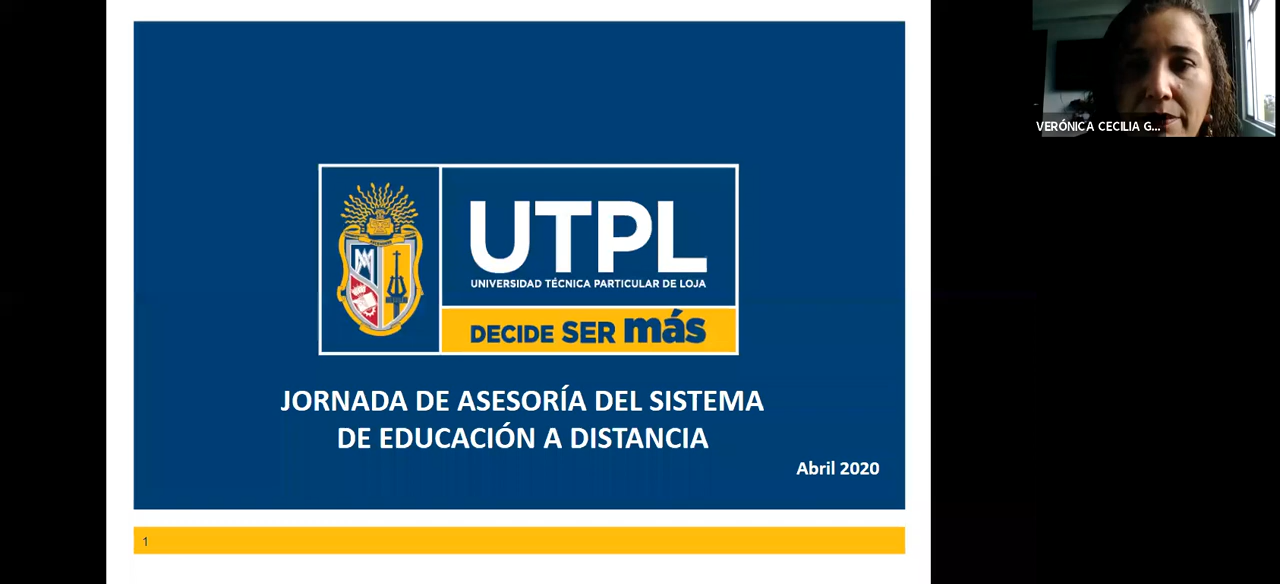 UTPL
UNIVERSIDAD TÉCNICA PARTICULAR DE LOJA
DECIDE SER más
JORNADA DE ASESORÍA DEL SISTEMA
DE EDUCACIÓN A DISTANCIA
Abril 2020
1
VERÓNICA CECILIA G...